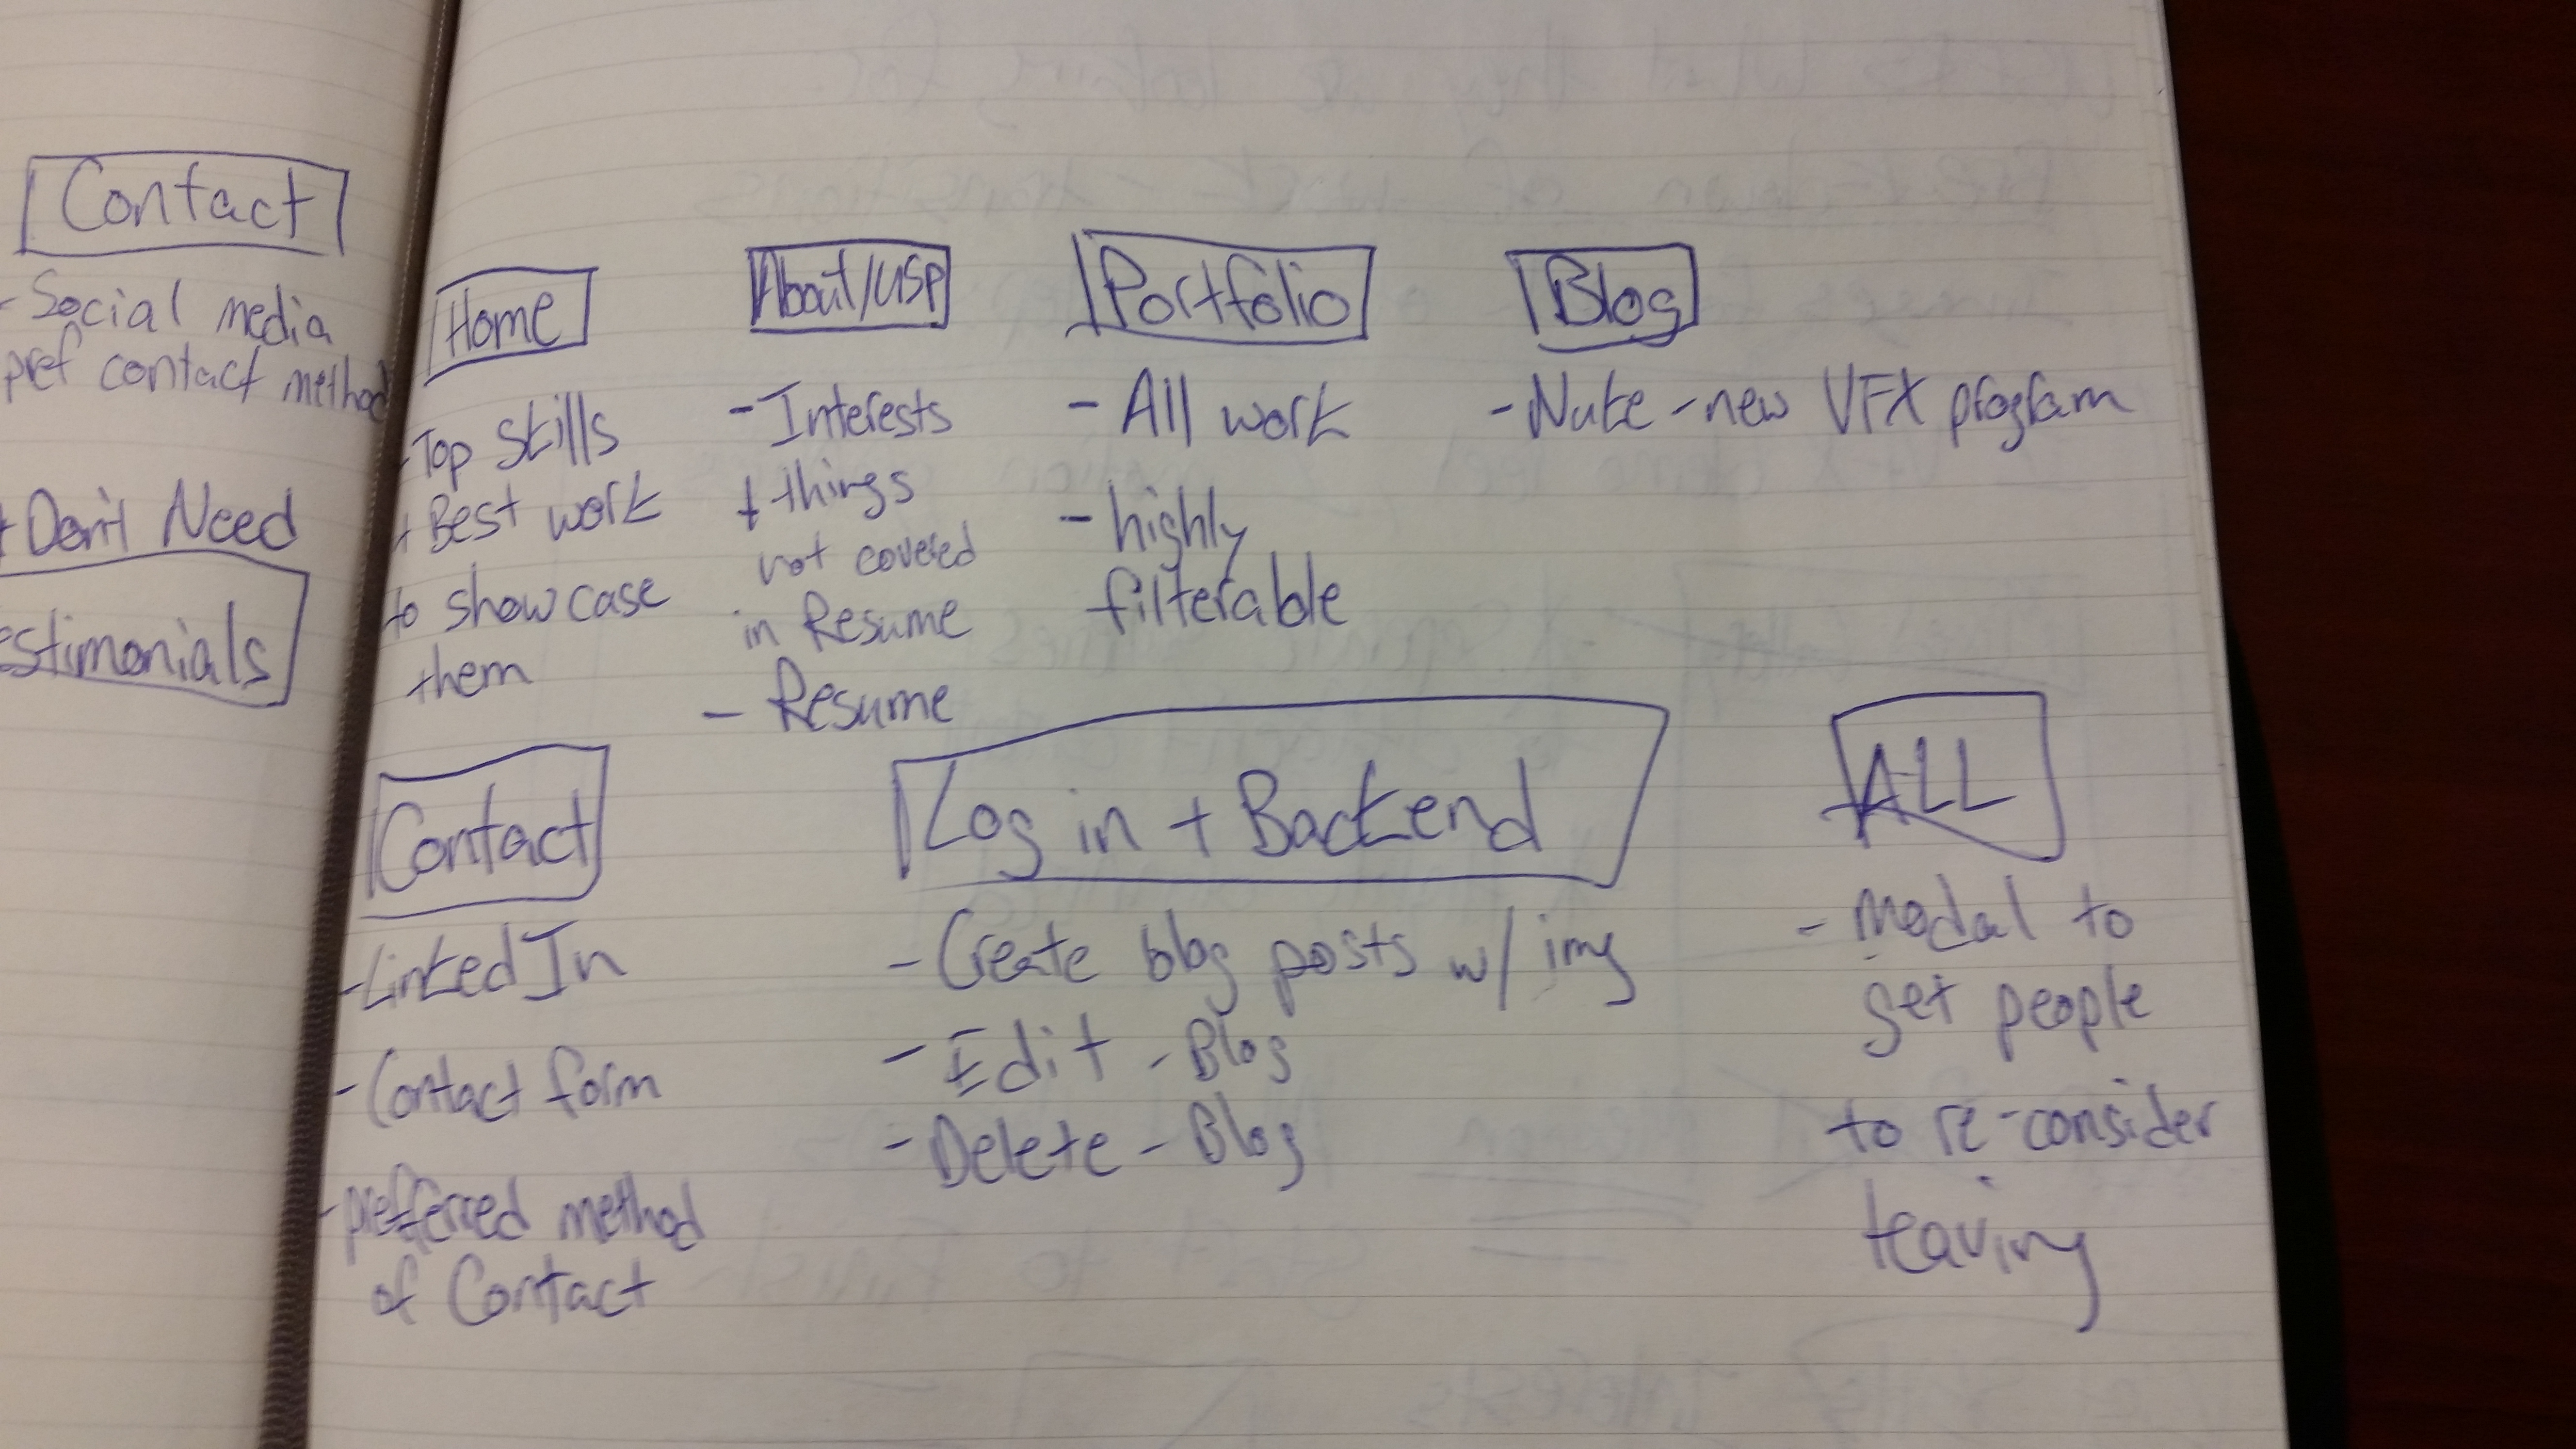 Contact
- Social media
pref contact method
Don't Need
Home
- Top Skills
+ Best work
to showcase
them
About/USP
- Interests
+ things
not covered
in Resume
- Resume
Portfolio
- All work
- highly
filterable
Blog
- Nuke - new VFX program
Contact
- LinkedIn
- Contact form
- preferred method
of Contact
Log in + Backend
- Create blog posts w/ img
- Edit - Blog
- Delete - Blog
ALL
- Modal to
get people
to re-consider
leaving